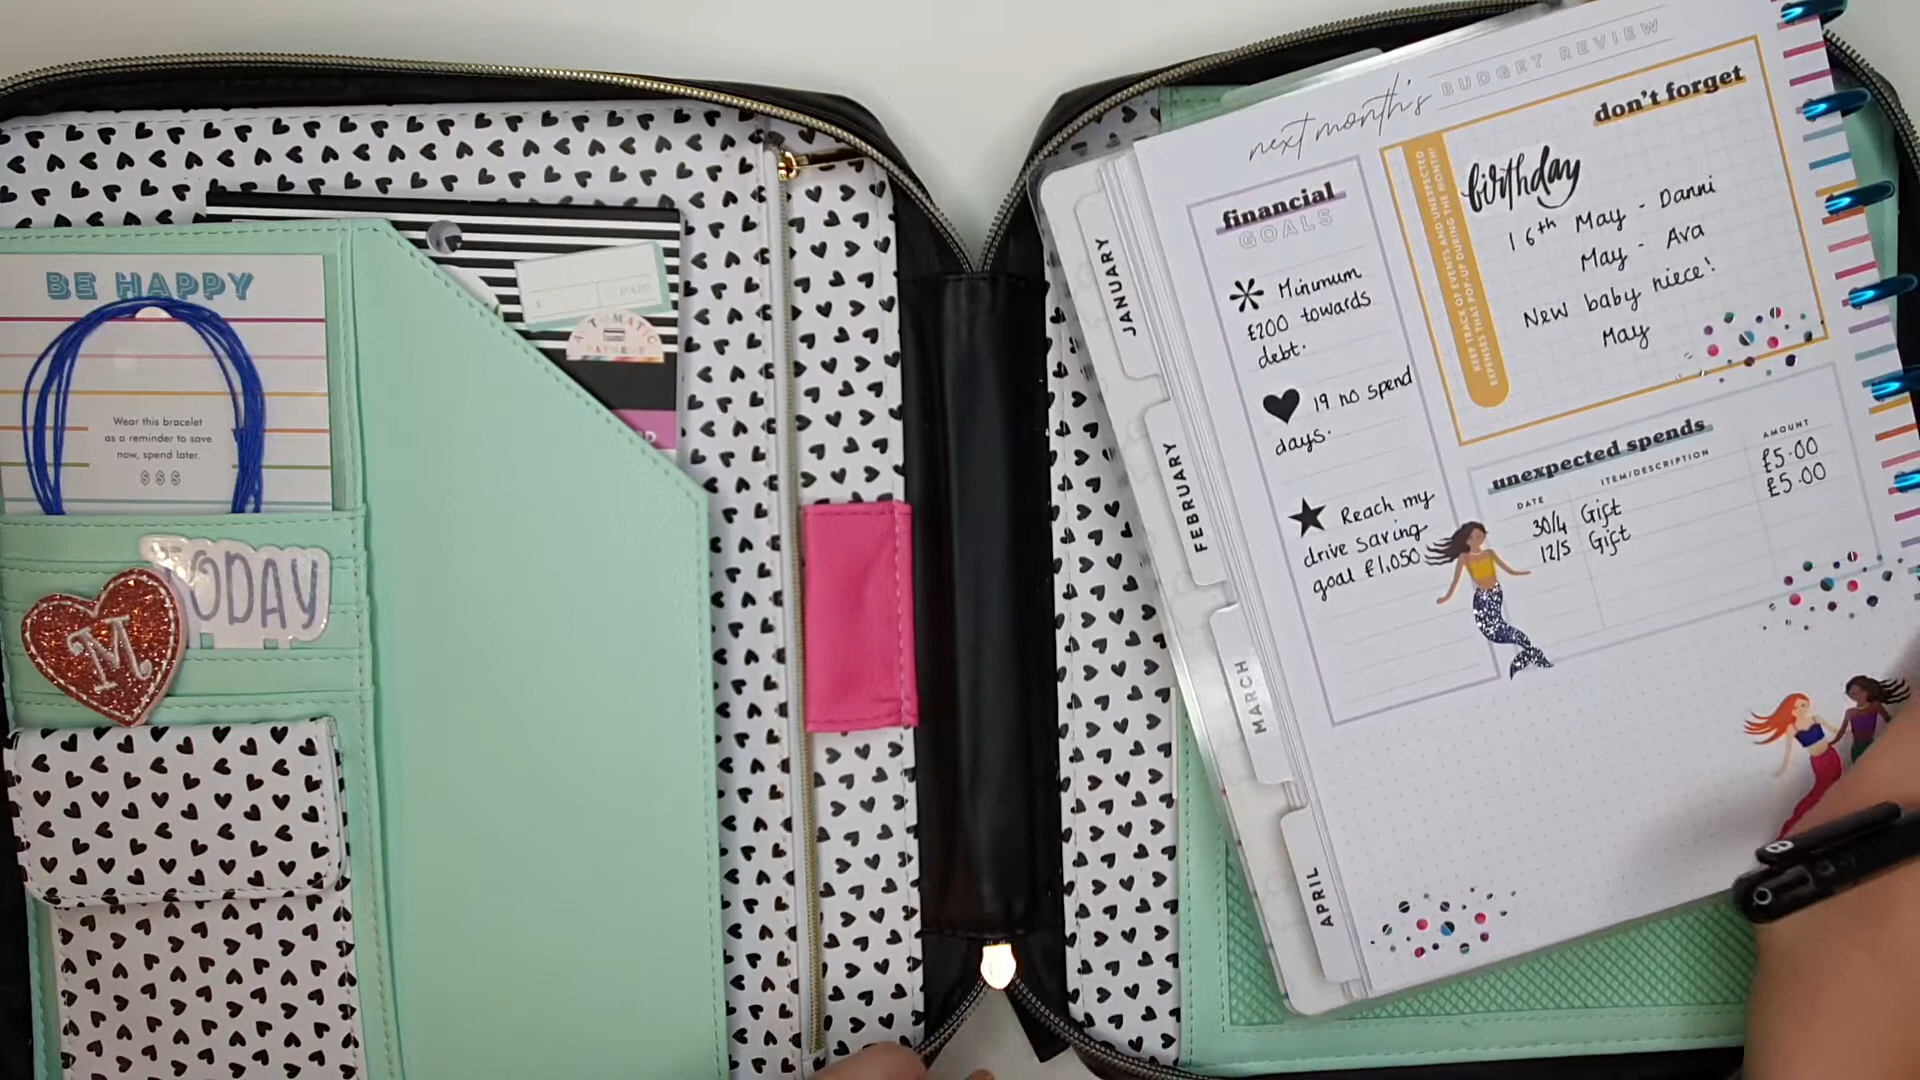 BE HAPPY
Wear this bracelet
as a reminder to save
now, spend later.
$ $ $
TODAY
M
PAID
JANUARY
FEBRUARY
MARCH
APRIL
next month's BUDGET REVIEW
financial
GOALS
Minimum
£200 towards
debt.
19 no spend
days.
Reach my
drive saving
goal £1,050
KEEP TRACK OF EVENTS AND UNEXPECTED
EXPENSES THAT POP UP DURING THE MONTH!
don't forget
birthday
16th May - Danni
May - Ava
New baby niece!
May
unexpected spends
DATE ITEM/DESCRIPTION AMOUNT
30/4 Gift £5.00
12/5 Gift £5.00